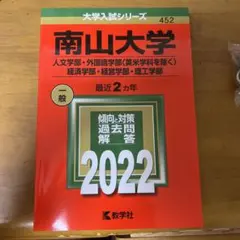 大学入試シリーズ
452
南山大学
人文学部・外国語学部〈英米学科を除く〉
経済学部・経営学部・理工学部
一般
最近2カ年
傾向と対策
過去問
解答
2022
教学社